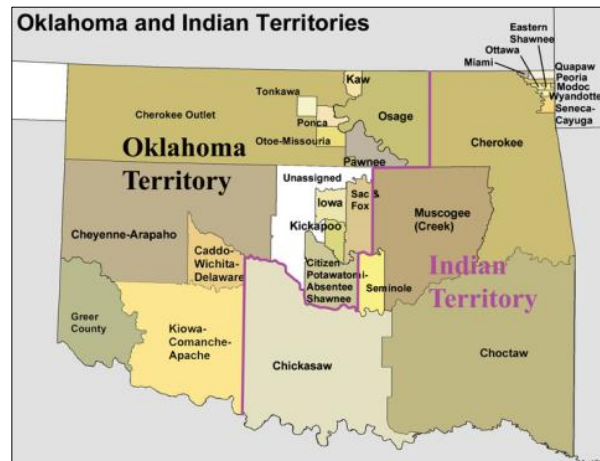 Oklahoma and Indian Territories
Eastern
Shawnee
Ottawa
Miami
Quapaw
Peoria
Modoc
Wyandotte
Seneca-
Cayuga
Kaw
Tonkawa
Cherokee Outlet
Ponca
Osage
Otoe-Missouria
Cherokee
Oklahoma
Territory
Pawnee
Unassigned
Sac &
Fox
Iowa
Kickapoo
Muscogee
(Creek)
Cheyenne-Arapaho
Caddo-
Wichita-
Delaware
Citizen
Potawatomi-
Absentee
Shawnee
Seminole
Indian
Territory
Greer
County
Kiowa-
Comanche-
Apache
Chickasaw
Choctaw